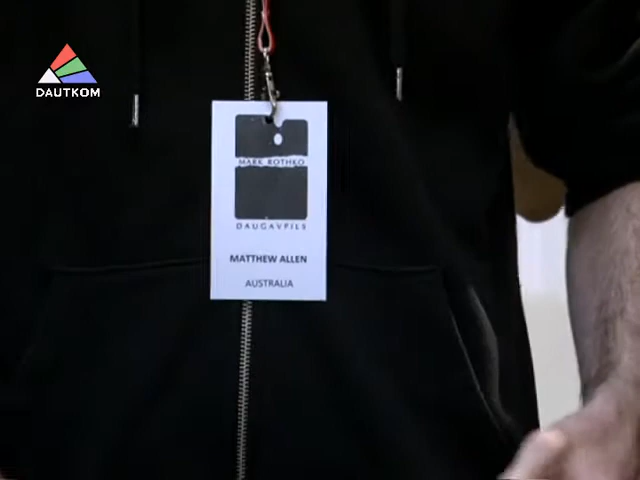 DAUTKOM
MARK ROTHKO
DAUGAVPILS
MATTHEW ALLEN
AUSTRALIA